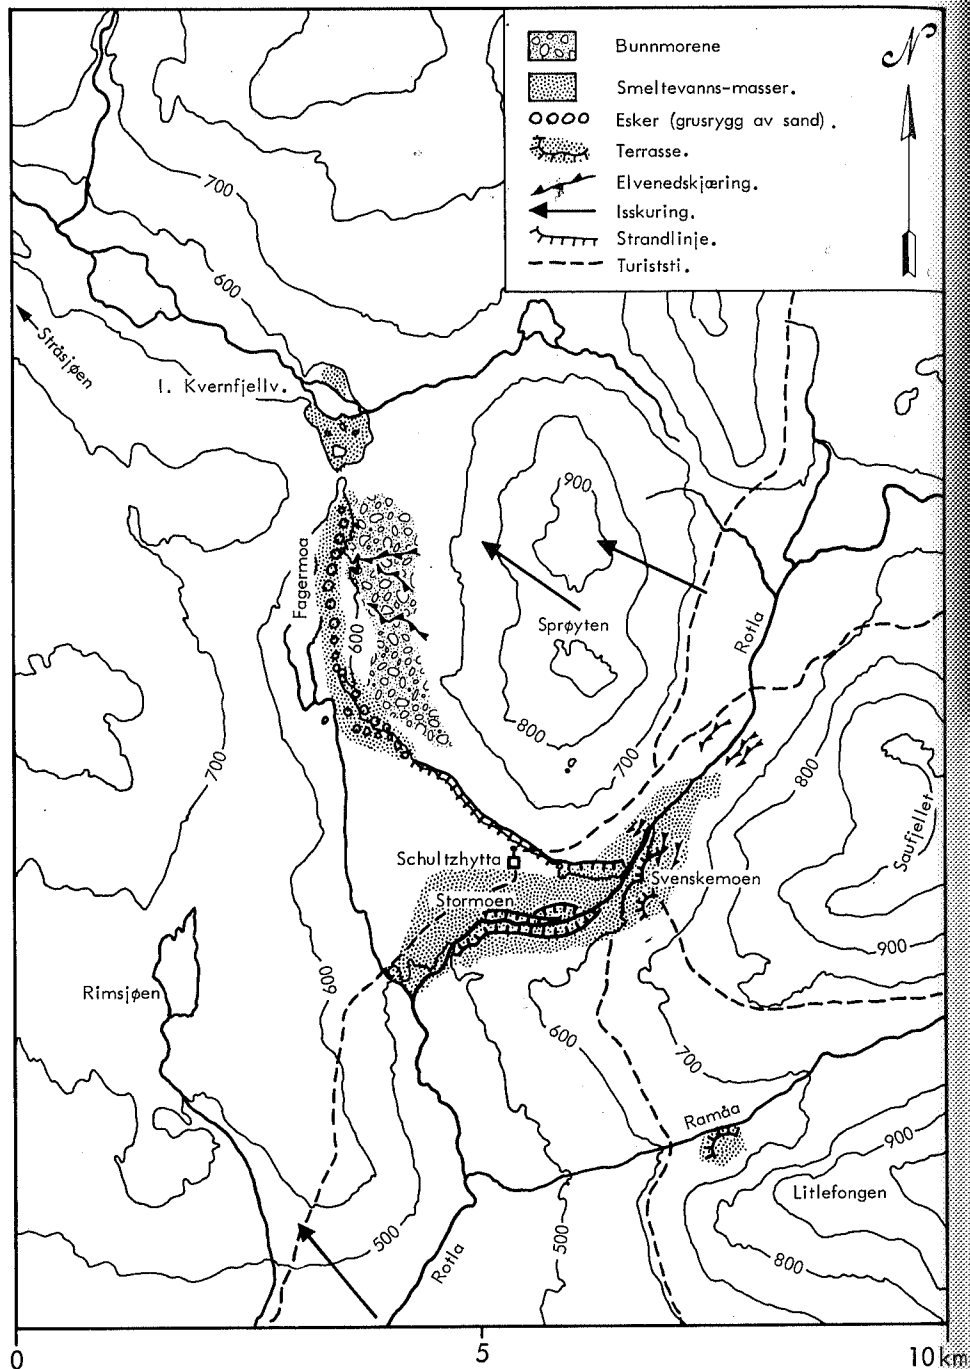 N
Bunnmorene
Smeltevanns-masser.
Esker (grusrygg av sand).
Terrasse.
Elvenedskjæring.
Isskuring.
Strandlinje.
Turiststi.
700
600
Stråsjøen
I. Kvernfjellv.
900
Fagermoa
600
Sprøyten
Rotla
800
700
700
800
Saufjellet
Schultzhytta
Svenskemoen
Stormoen
900
Rimsjøen
600
600
700
Ramåa
900
Litlefongen
500
500
Rotla
800
0 5 10 km